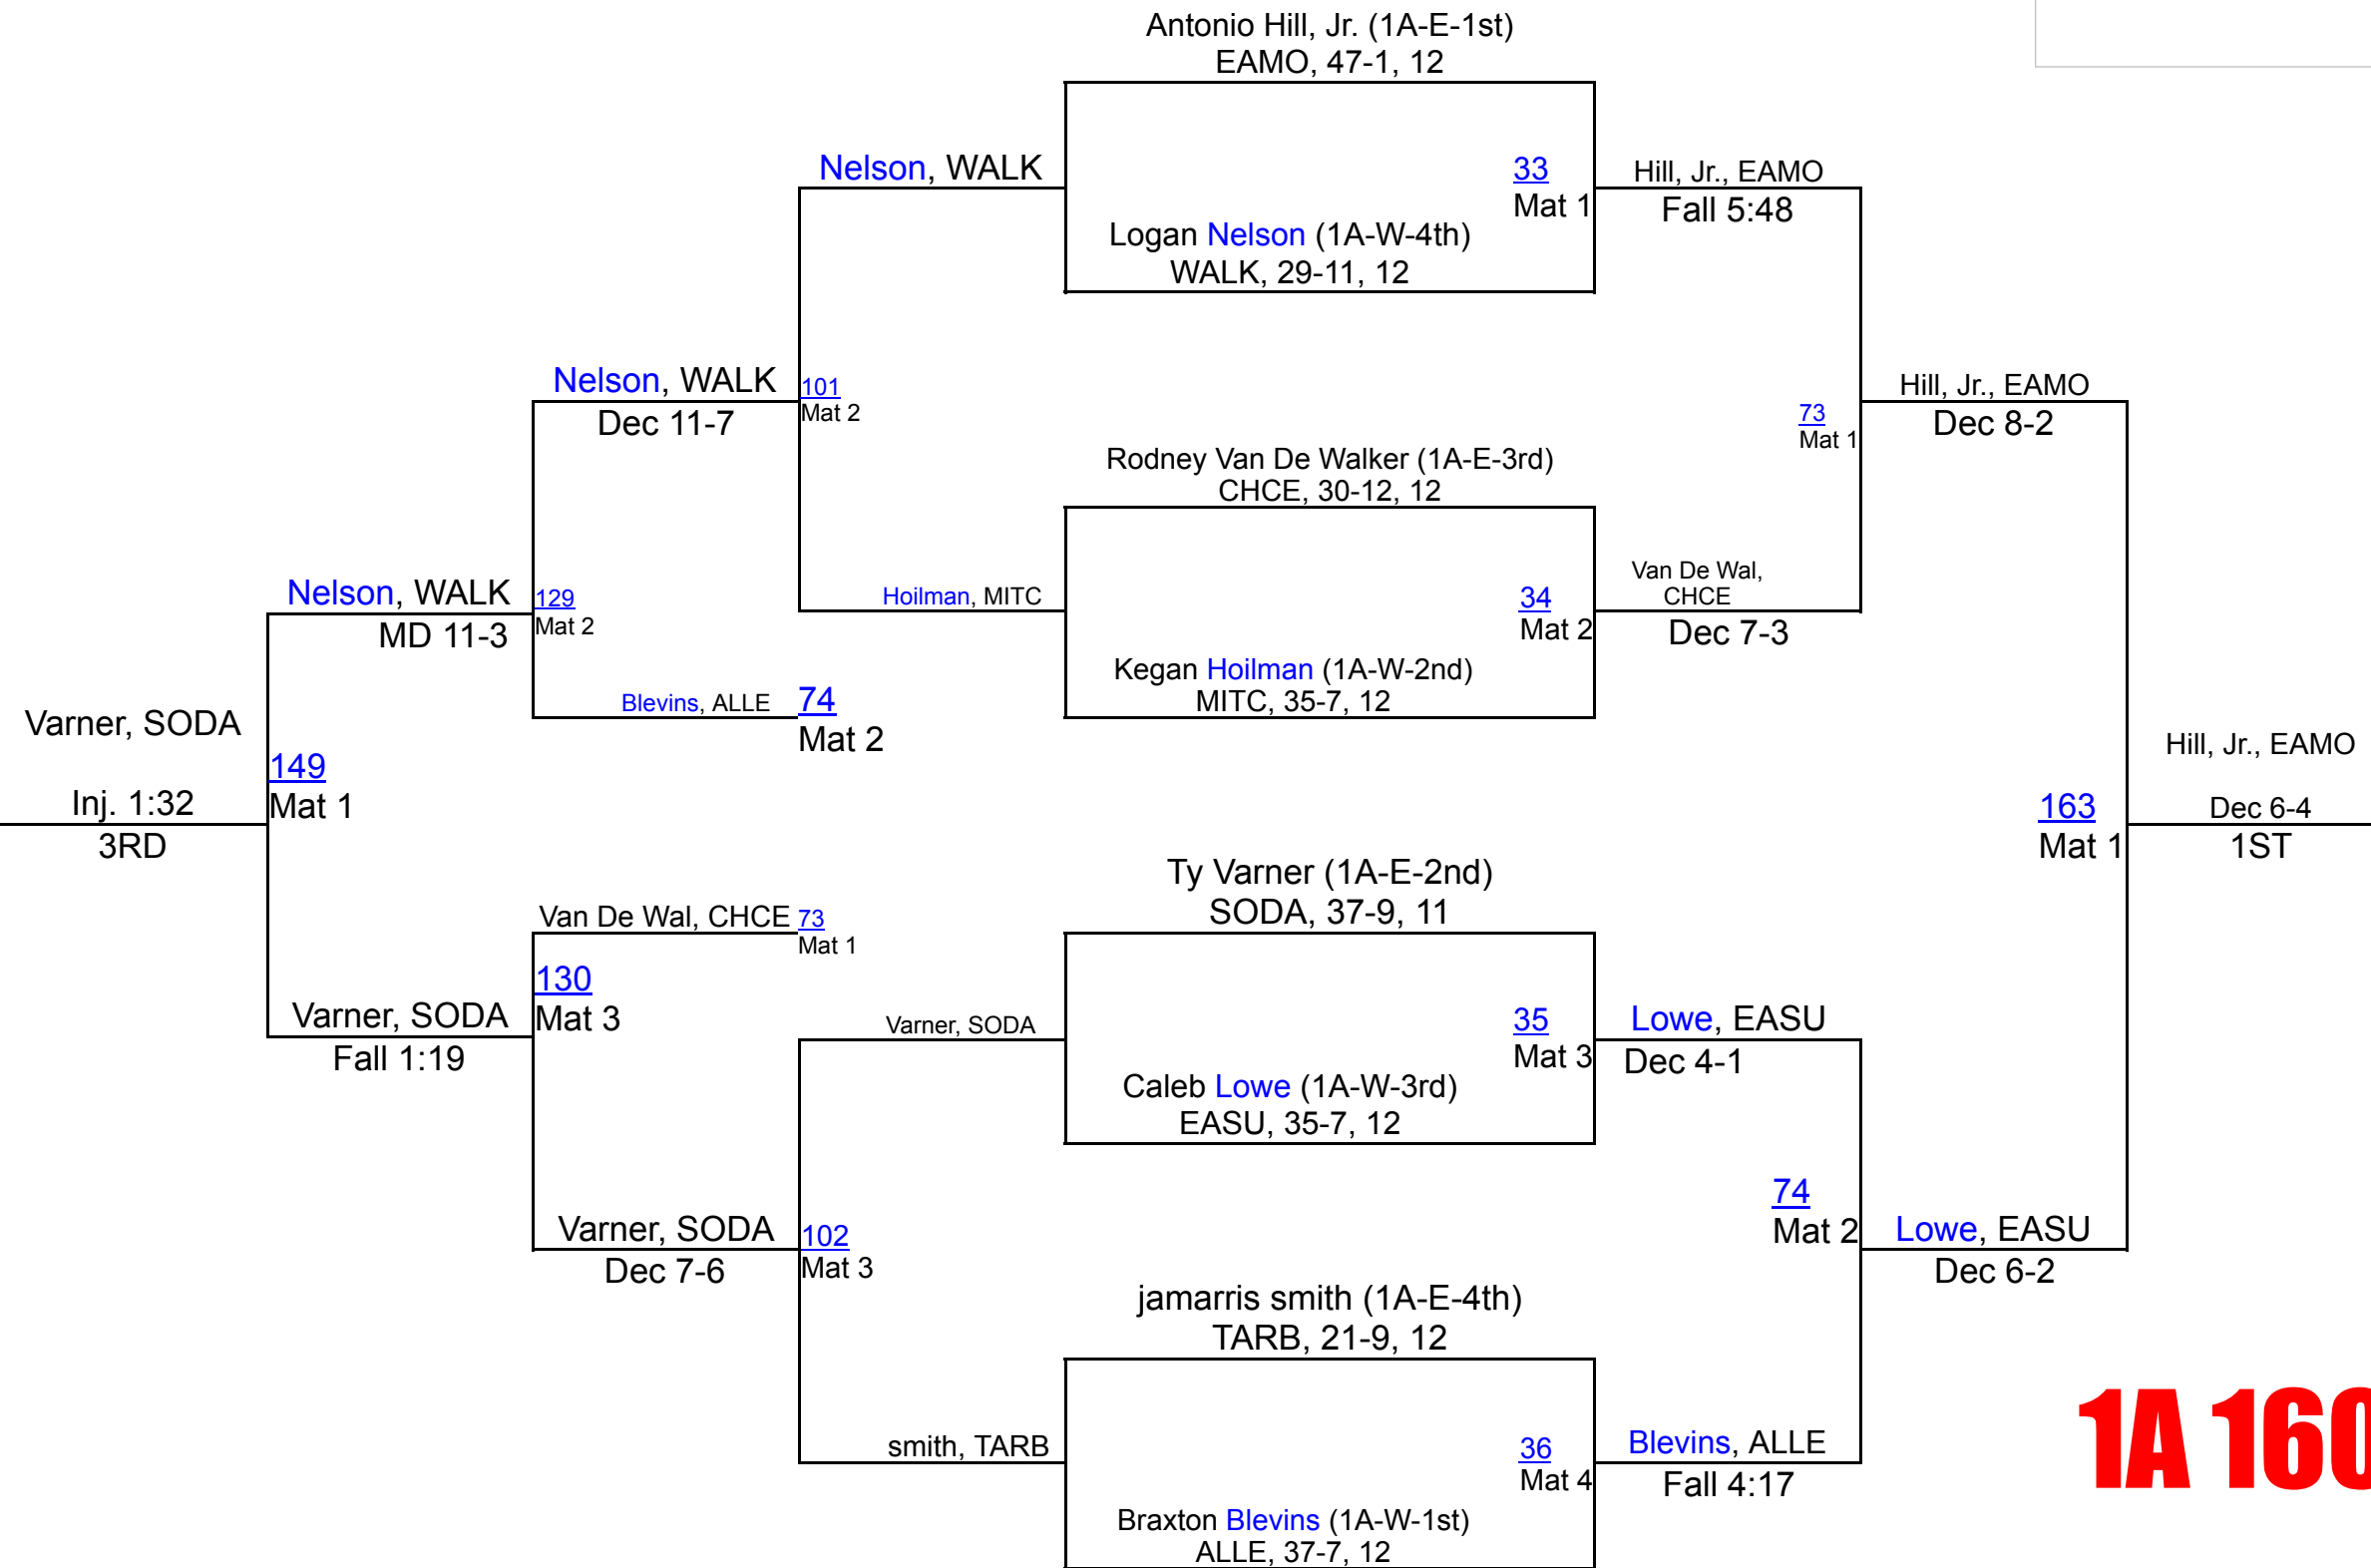 Antonio Hill, Jr. (1A-E-1st)
EAMO, 47-1, 12
Nelson, WALK
33
Mat 1
Hill, Jr., EAMO
Fall 5:48
Logan Nelson (1A-W-4th)
WALK, 29-11, 12
Nelson, WALK
Dec 11-7
101
Mat 2
73
Mat 1
Hill, Jr., EAMO
Dec 8-2
Rodney Van De Walker (1A-E-3rd)
CHCE, 30-12, 12
Nelson, WALK
MD 11-3
129
Mat 2
Hoilman, MITC
34
Mat 2
Van De Wal,
CHCE
Dec 7-3
Kegan Hoilman (1A-W-2nd)
MITC, 35-7, 12
Blevins, ALLE
74
Mat 2
Varner, SODA
Inj. 1:32
3RD
149
Mat 1
163
Mat 1
Hill, Jr., EAMO
Dec 6-4
1ST
Ty Varner (1A-E-2nd)
SODA, 37-9, 11
Van De Wal, CHCE
73
Mat 1
130
Mat 3
Varner, SODA
Fall 1:19
Varner, SODA
35
Mat 3
Lowe, EASU
Dec 4-1
Caleb Lowe (1A-W-3rd)
EASU, 35-7, 12
Varner, SODA
Dec 7-6
102
Mat 3
74
Mat 2
Lowe, EASU
Dec 6-2
jamarris smith (1A-E-4th)
TARB, 21-9, 12
smith, TARB
36
Mat 4
Blevins, ALLE
Fall 4:17
Braxton Blevins (1A-W-1st)
ALLE, 37-7, 12
1A 160